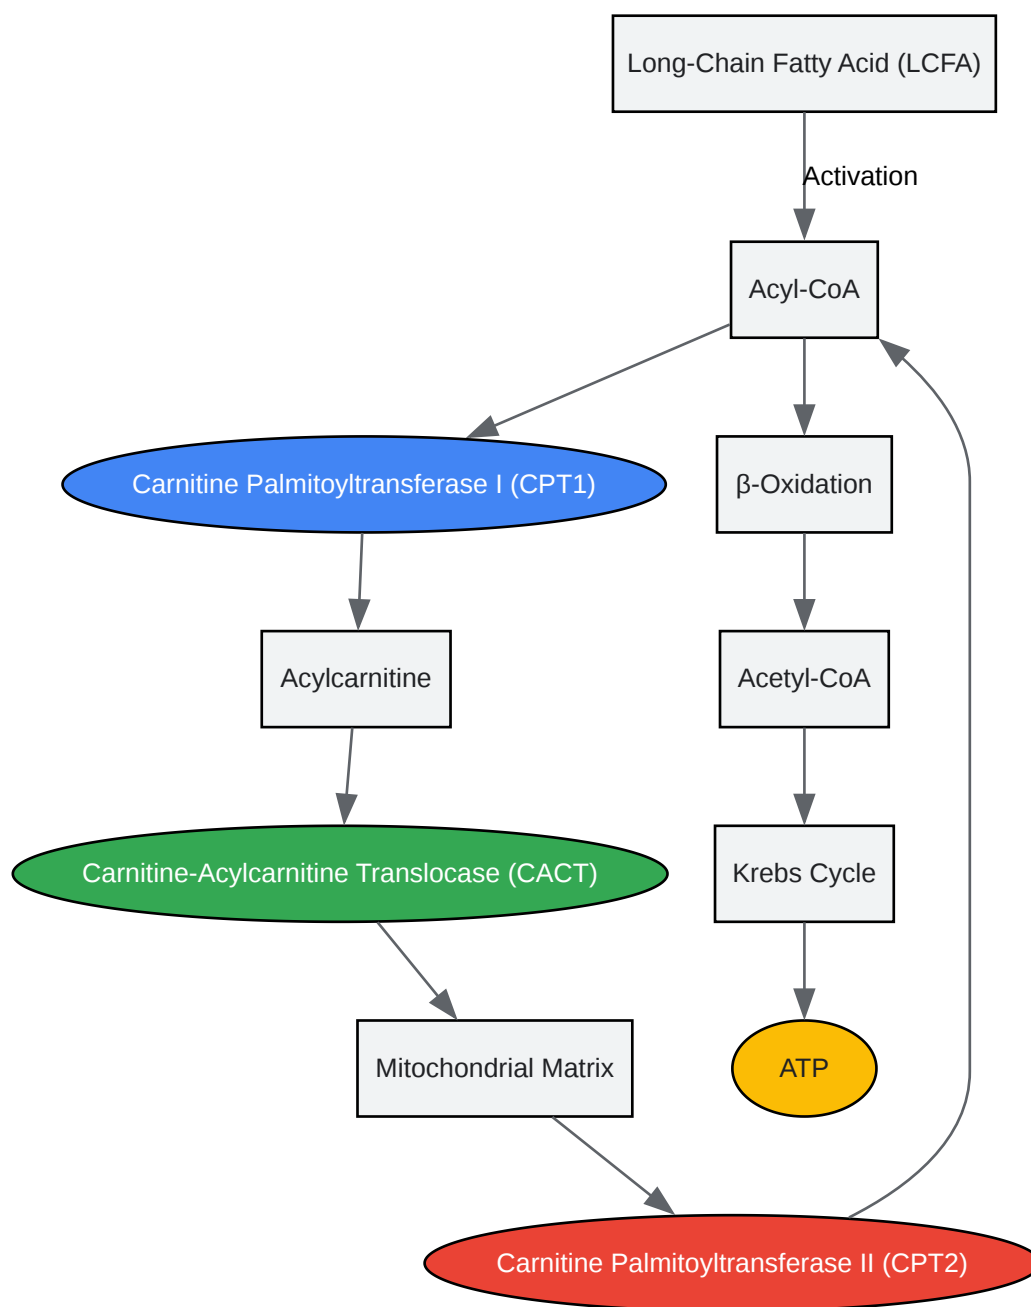 Long-Chain Fatty Acid (LCFA)
Activation
Acyl-CoA
Carnitine Palmitoyltransferase I (CPT1)
β-Oxidation
Acylcarnitine
Acetyl-CoA
Carnitine-Acylcarnitine Translocase (CACT)
Krebs Cycle
Mitochondrial Matrix
ATP
Carnitine Palmitoyltransferase II (CPT2)